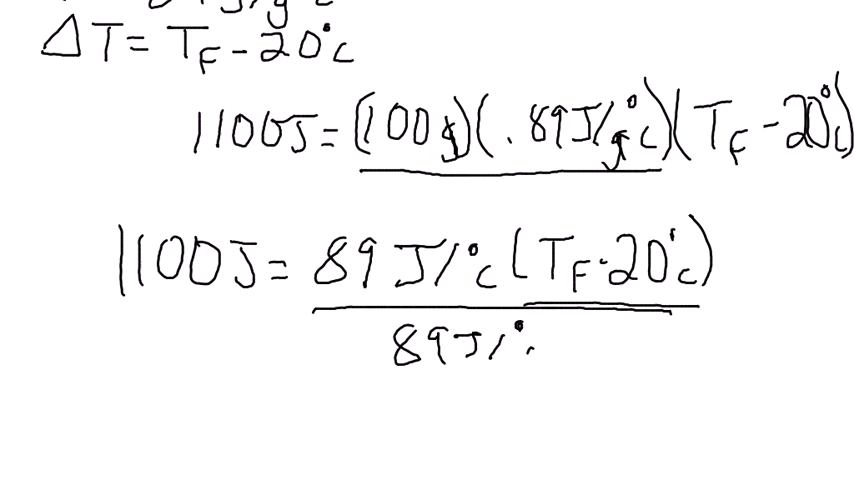 ΔT = T_F - 20°C
1100J = (100g)(.89J/g°C)(T_F - 20°C)
1100J = 89 J/°C (T_F - 20°C)
89J/°